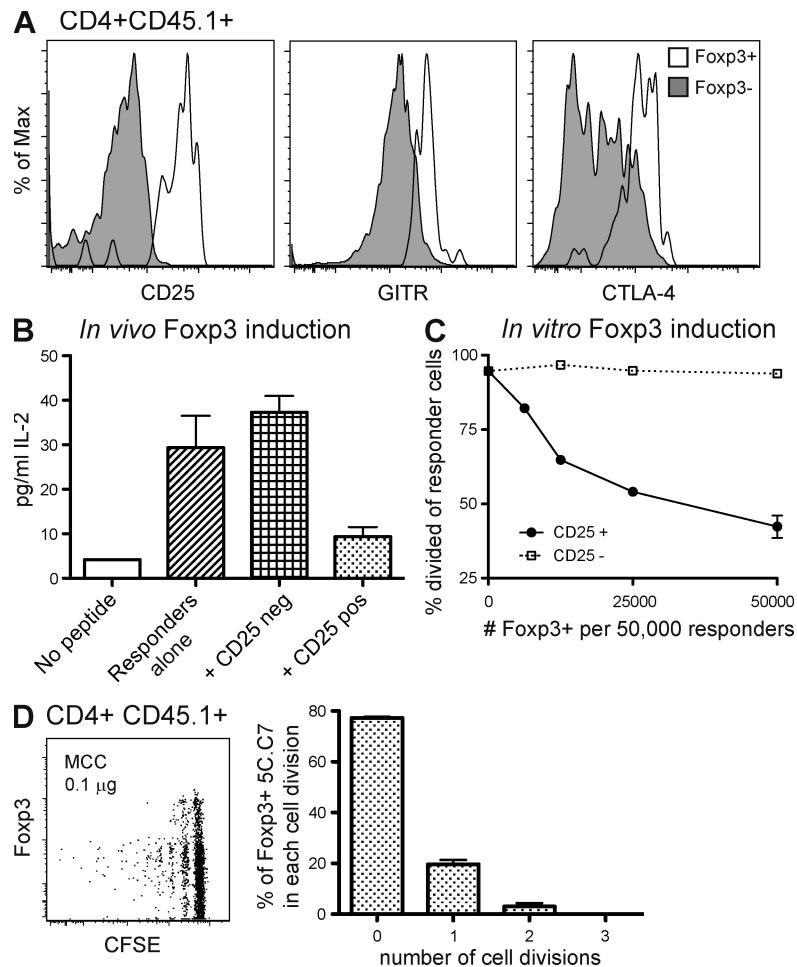 A CD4+CD45.1+
% of Max
Foxp3+
Foxp3-
CD25
GITR
CTLA-4
B In vivo Foxp3 induction
pg/ml IL-2
50
40
30
20
10
0
No peptide
Responders
alone
+ CD25 neg
+ CD25 pos
C In vitro Foxp3 induction
% divided of responder cells
100
75
50
25
CD25 +
CD25 -
0 25000 50000
# Foxp3+ per 50,000 responders
D CD4+ CD45.1+
MCC
0.1 µg
Foxp3
CFSE
% of Foxp3+ 5C.C7
in each cell division
80
60
40
20
0
0 1 2 3
number of cell divisions